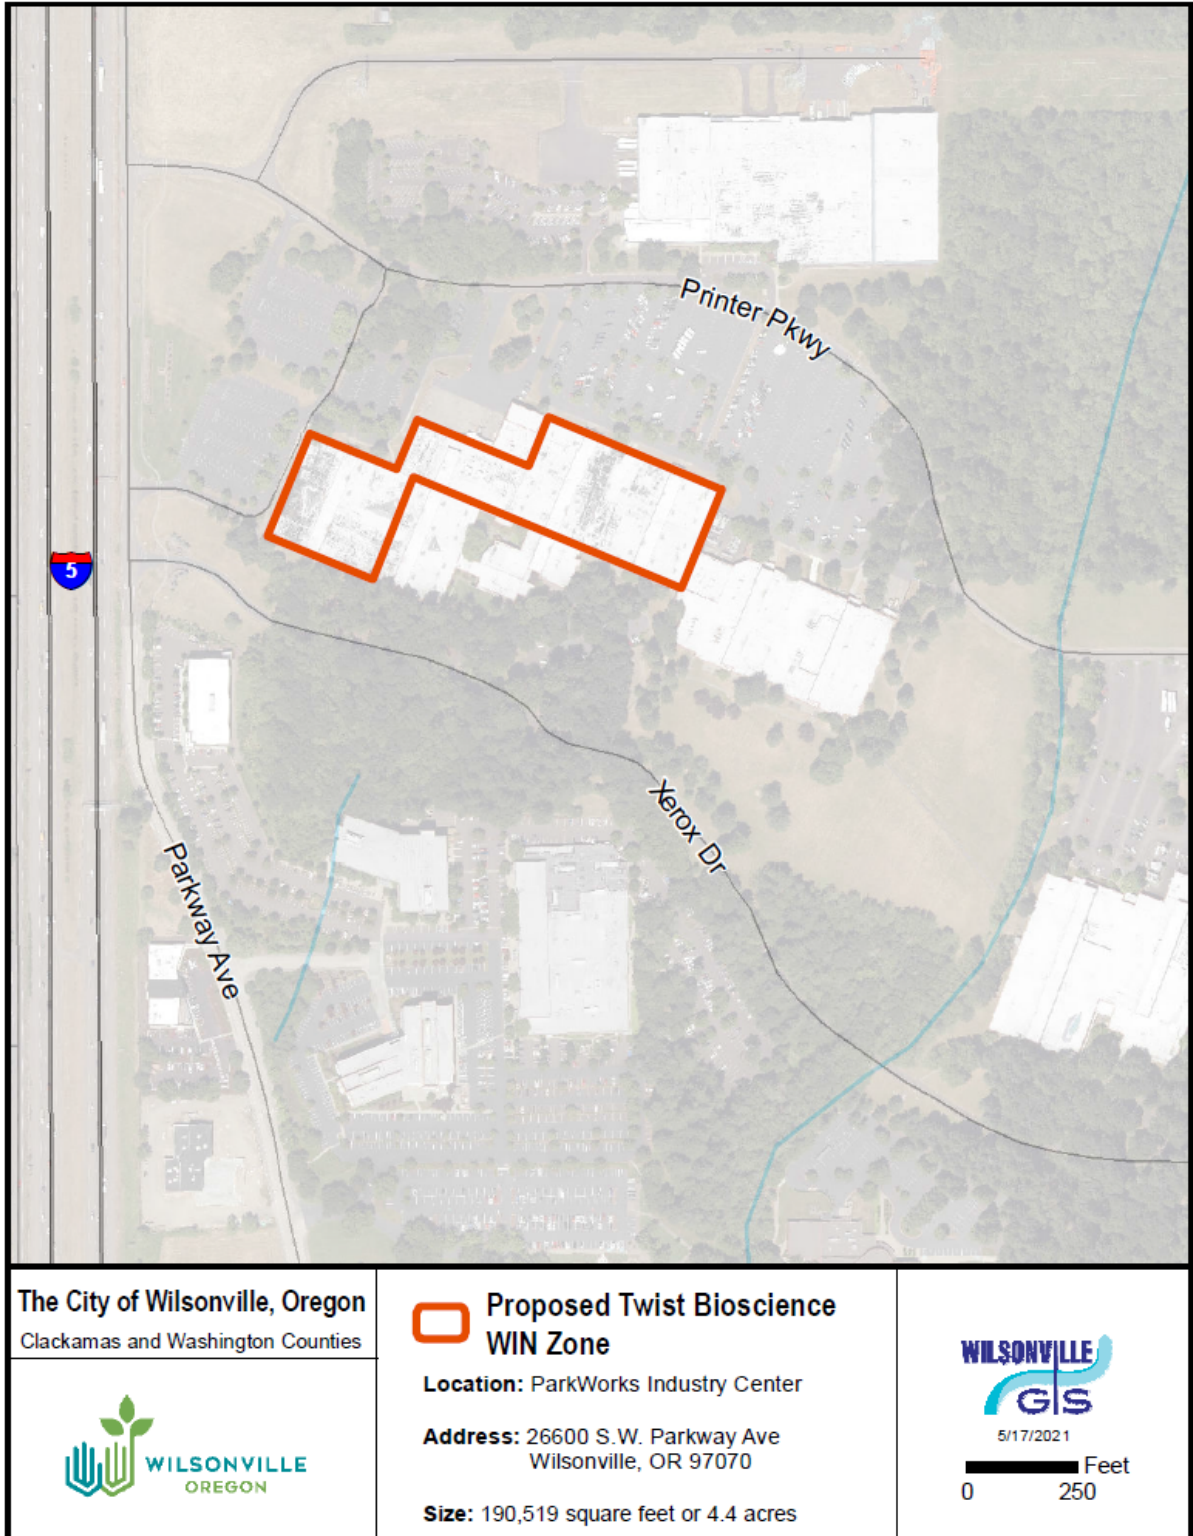 Printer Pkwy
5
Xerox Dr
Parkway Ave
The City of Wilsonville, Oregon
Clackamas and Washington Counties
WILSONVILLE
OREGON
Proposed Twist Bioscience
WIN Zone
Location: ParkWorks Industry Center
Address: 26600 S.W. Parkway Ave
Wilsonville, OR 97070
Size: 190,519 square feet or 4.4 acres
WILSONVILLE
GIS
5/17/2021
Feet
0 250